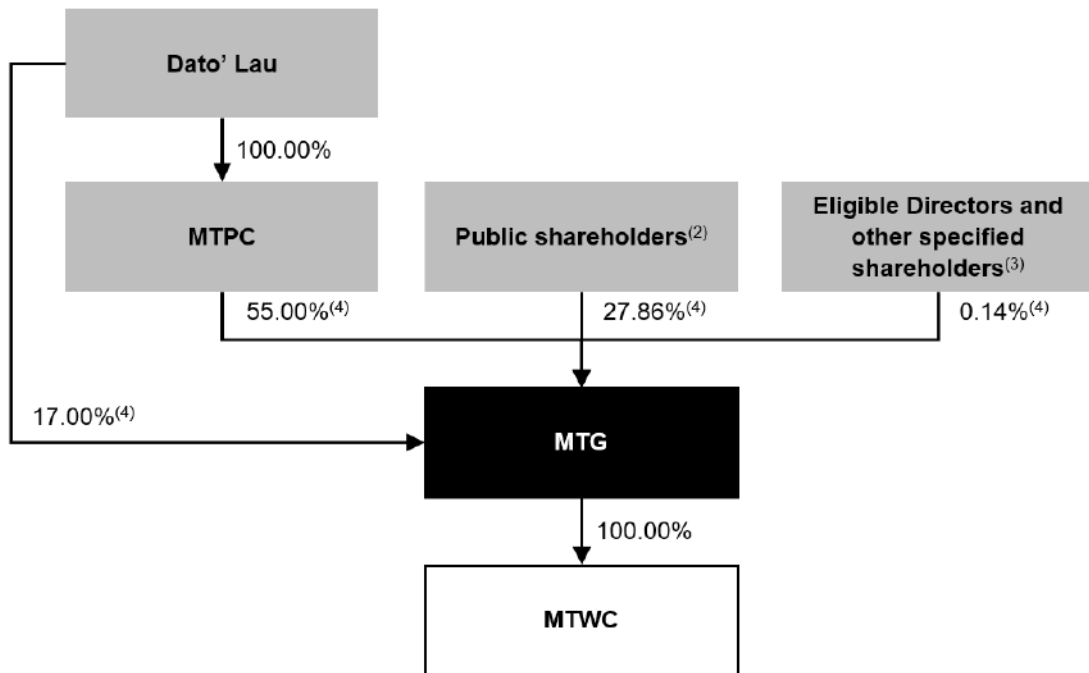 Dato’ Lau
100.00%
MTPC
Public shareholders(2)
Eligible Directors and
other specified
shareholders(3)
55.00%(4)
27.86%(4)
0.14%(4)
17.00%(4)
MTG
100.00%
MTWC